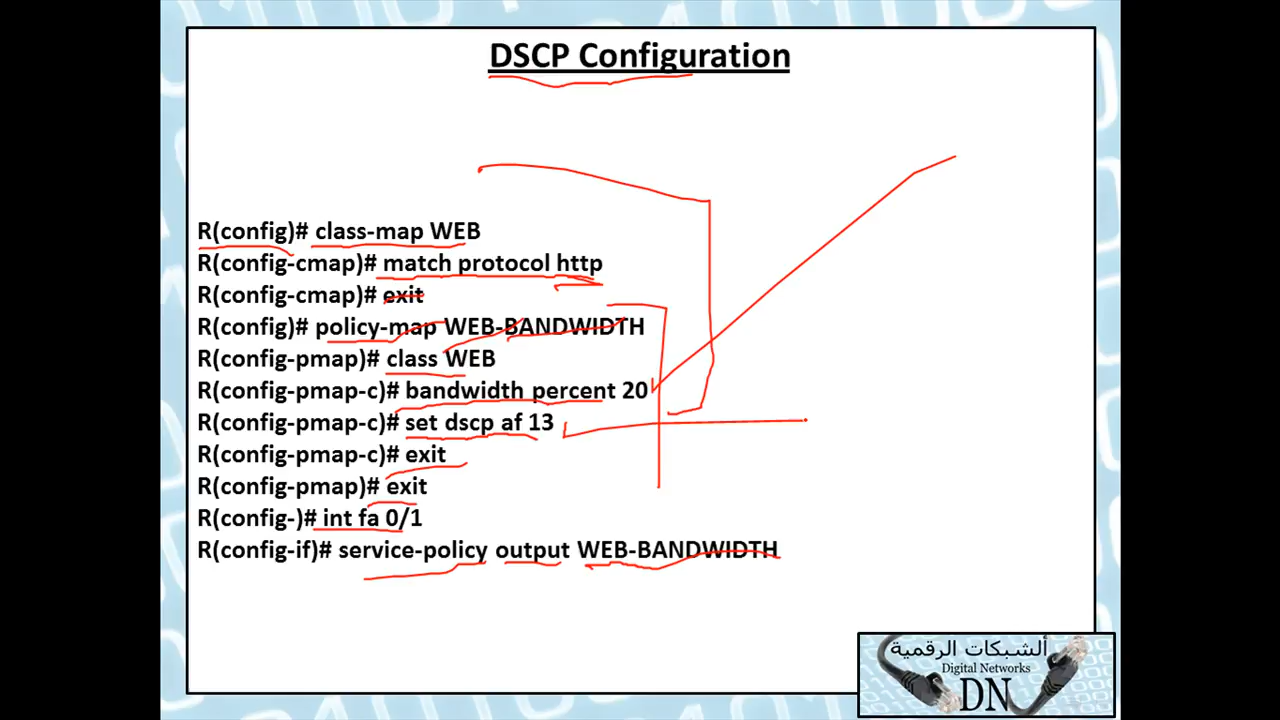 DSCP Configuration
R(config)# class-map WEB
R(config-cmap)# match protocol http
R(config-cmap)# exit
R(config)# policy-map WEB-BANDWIDTH
R(config-pmap)# class WEB
R(config-pmap-c)# bandwidth percent 20
R(config-pmap-c)# set dscp af 13
R(config-pmap-c)# exit
R(config-pmap)# exit
R(config-)# int fa 0/1
R(config-if)# service-policy output WEB-BANDWIDTH
ألشبكات الرقمية
Digital Networks
DN